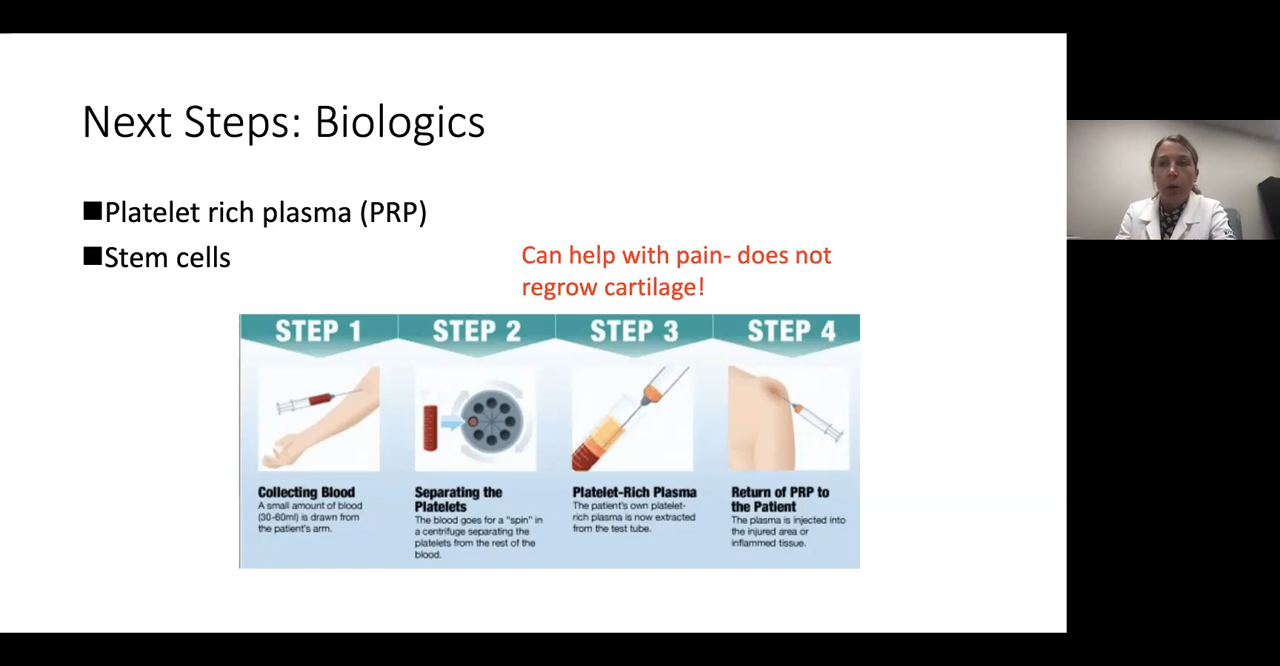 Next Steps: Biologics
■Platelet rich plasma (PRP)
■Stem cells
Can help with pain- does not
regrow cartilage!
STEP 1
STEP 2
STEP 3
STEP 4
Collecting Blood
A small amount of blood
(30-60ml) is drawn from
the patient's arm.
Separating the
Platelets
The blood goes for a "spin" in
a centrifuge separating the
platelets from the rest of the
blood.
Platelet-Rich Plasma
The patient's own platelet-
rich plasma is now extracted
from the test tube.
Return of PRP to
the Patient
The plasma is injected into
the injured area or
inflammed tissue.